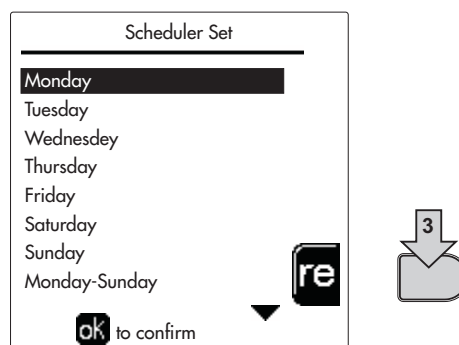 Scheduler Set
Monday
Tuesday
Wednesdey
Thursday
Friday
Saturday
Sunday
Monday-Sunday
re
ok to confirm
3